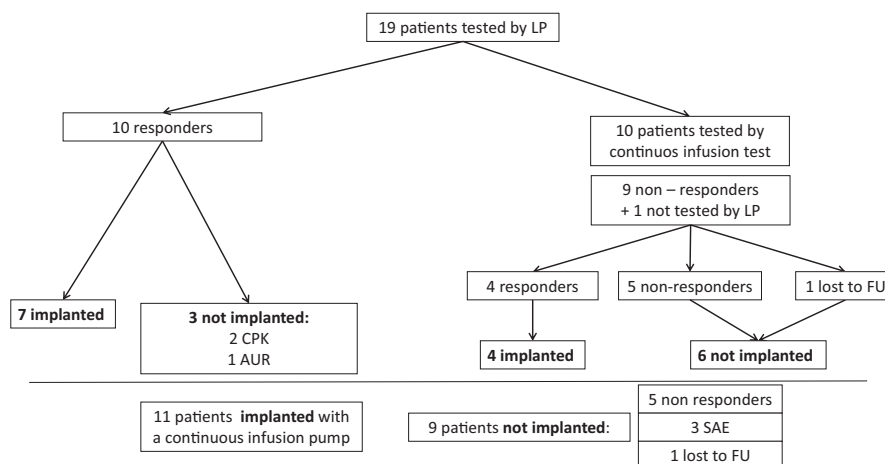 19 patients tested by LP
10 responders
10 patients tested by
continuos infusion test
9 non – responders
+ 1 not tested by LP
4 responders
5 non-responders
1 lost to FU
7 implanted
3 not implanted:
2 CPK
1 AUR
4 implanted
6 not implanted
11 patients implanted with
a continuous infusion pump
9 patients not implanted:
5 non responders
3 SAE
1 lost to FU